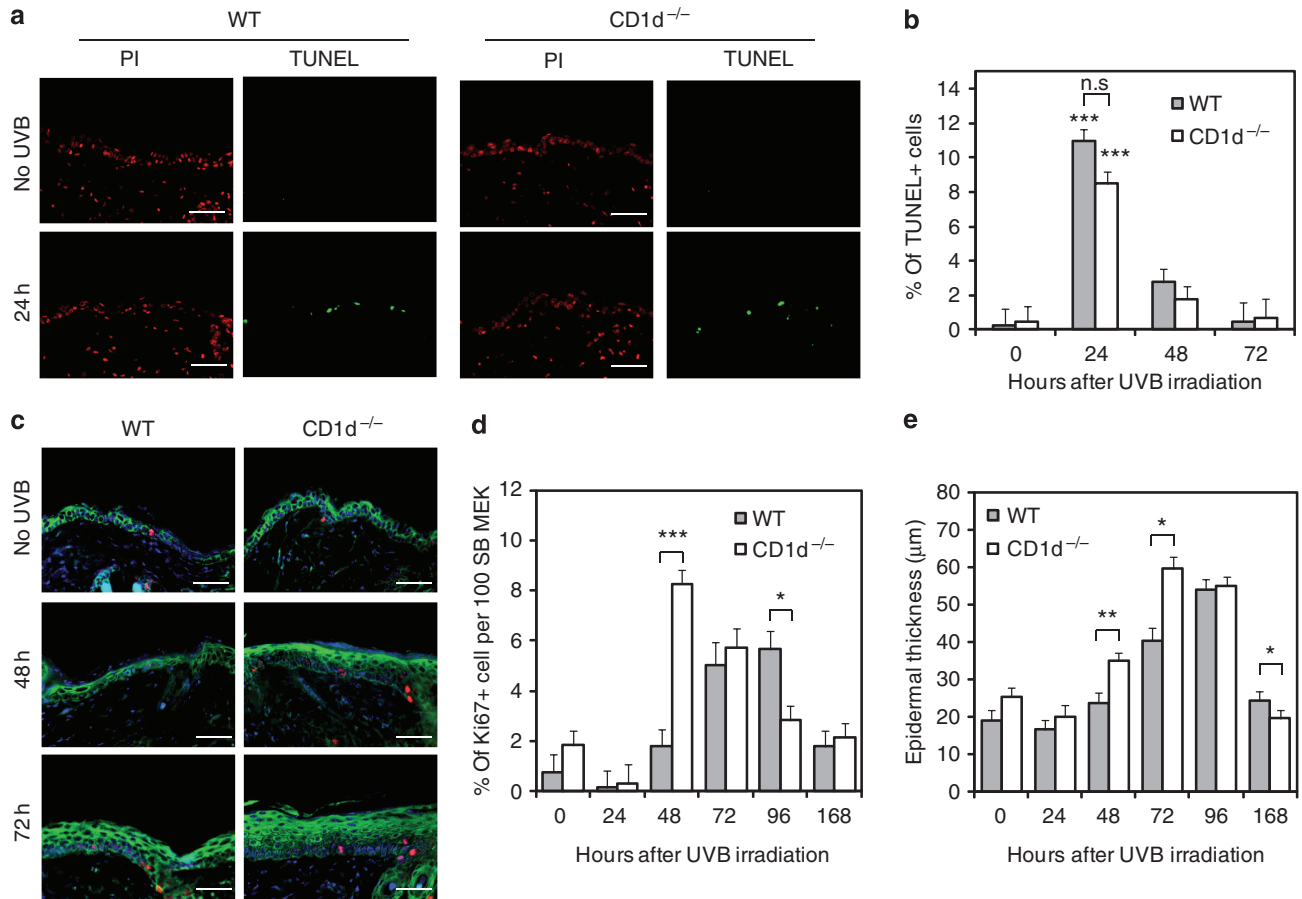 a
WT
CD1d–/–
PI
TUNEL
PI
TUNEL
No UVB
24 h
b
% Of TUNEL+ cells
14
12
10
8
6
4
2
0
n.s
***
***
WT
CD1d–/–
0
24
48
72
Hours after UVB irradiation
c
WT
CD1d–/–
No UVB
48 h
72 h
d
% Of Ki67+ cell per 100 SB MEK
12
10
8
6
4
2
0
***
*
WT
CD1d–/–
0
24
48
72
96
168
Hours after UVB irradiation
e
Epidermal thickness (μm)
80
70
60
50
40
30
20
10
0
**
*
*
WT
CD1d–/–
0
24
48
72
96
168
Hours after UVB irradiation